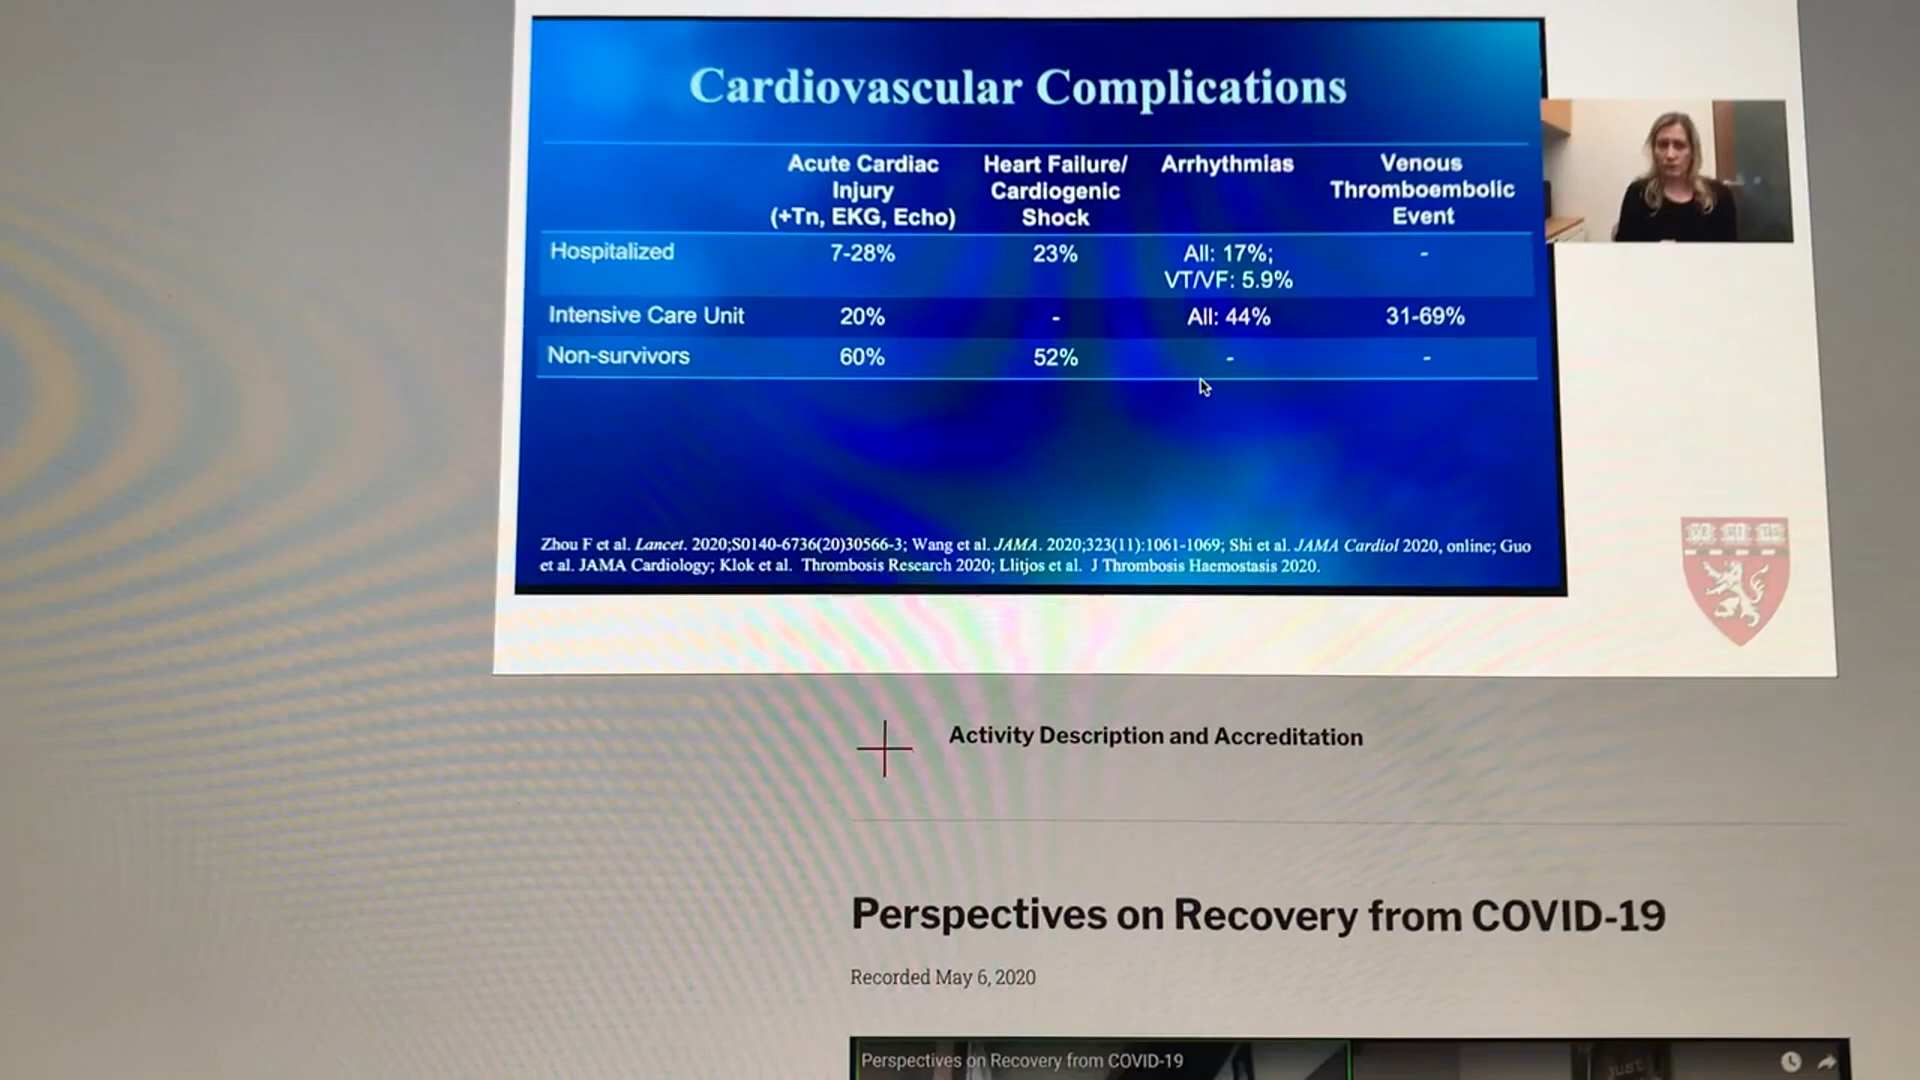 Cardiovascular Complications
Acute Cardiac
Injury
(+Tn, EKG, Echo)
Heart Failure/
Cardiogenic
Shock
Arrhythmias
Venous
Thromboembolic
Event
Hospitalized
7-28%
23%
All: 17%;
VT/VF: 5.9%
-
Intensive Care Unit
20%
-
All: 44%
31-69%
Non-survivors
60%
52%
-
-
Zhou F et al. Lancet. 2020;S0140-6736(20)30566-3; Wang et al. JAMA. 2020;323(11):1061-1069; Shi et al. JAMA Cardiol 2020, online; Guo
et al. JAMA Cardiology; Klok et al. Thrombosis Research 2020; Llitjos et al. J Thrombosis Haemostasis 2020.
Activity Description and Accreditation
Perspectives on Recovery from COVID-19
Recorded May 6, 2020
Perspectives on Recovery from COVID-19
just